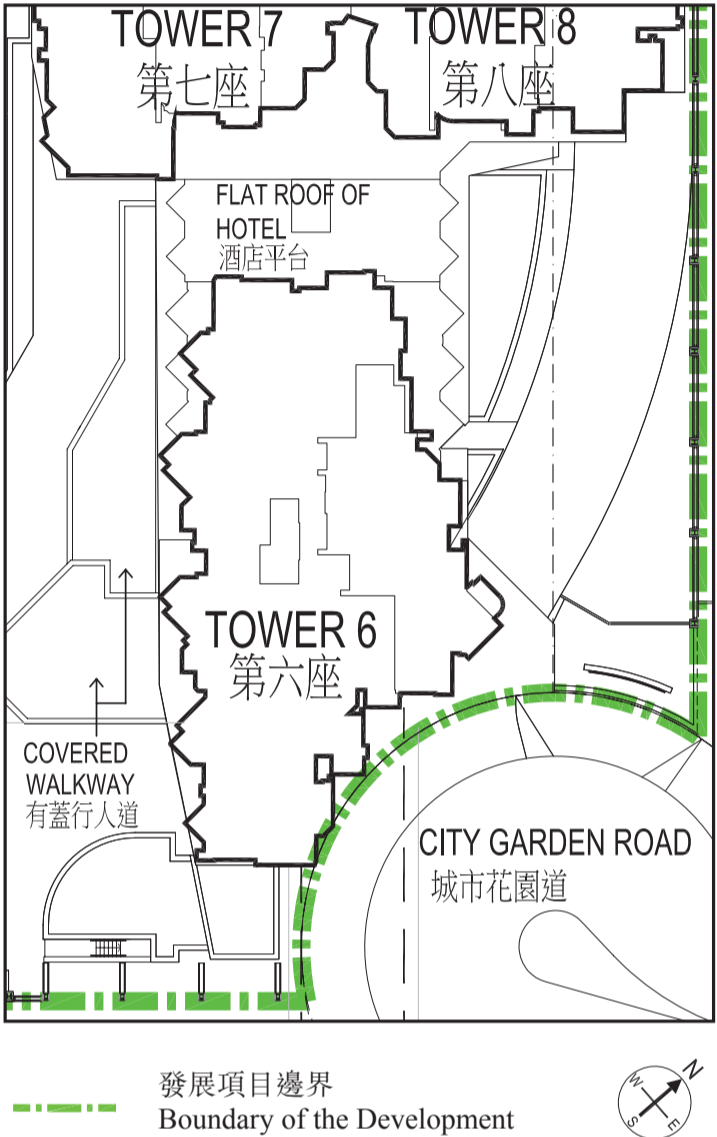 TOWER 7
第七座
TOWER 8
第八座
FLAT ROOF OF
HOTEL
酒店平台
TOWER 6
第六座
COVERED
WALKWAY
有蓋行人道
CITY GARDEN ROAD
城市花園道
發展項目邊界
Boundary of the Development
N
W
S
E